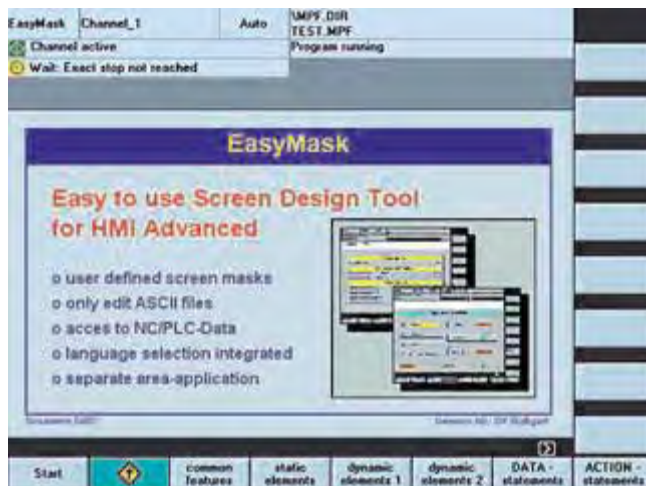 EasyMask Channel_1 Auto \MPF.DIR
TEST.MPF
Channel active Program running
Wait: Exact stop not reached
EasyMask
Easy to use Screen Design Tool
for HMI Advanced
o user defined screen masks
o only edit ASCII files
o acces to NC/PLC-Data
o language selection integrated
o separate area-application
Start common features static elements dynamic elements 1 dynamic elements 2 DATA - statements ACTION - statements